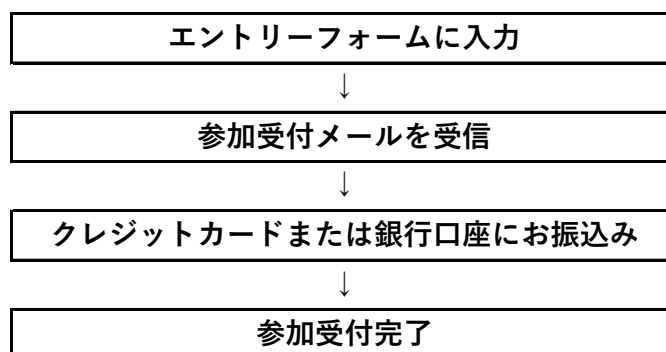 エントリーフォームに入力
↓
参加受付メールを受信
↓
クレジットカードまたは銀行口座にお振込み
↓
参加受付完了